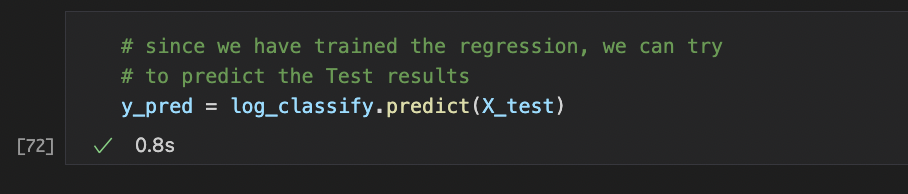 # since we have trained the regression, we can try
# to predict the Test results
y_pred = log_classify.predict(X_test)
[72] ✓ 0.8s